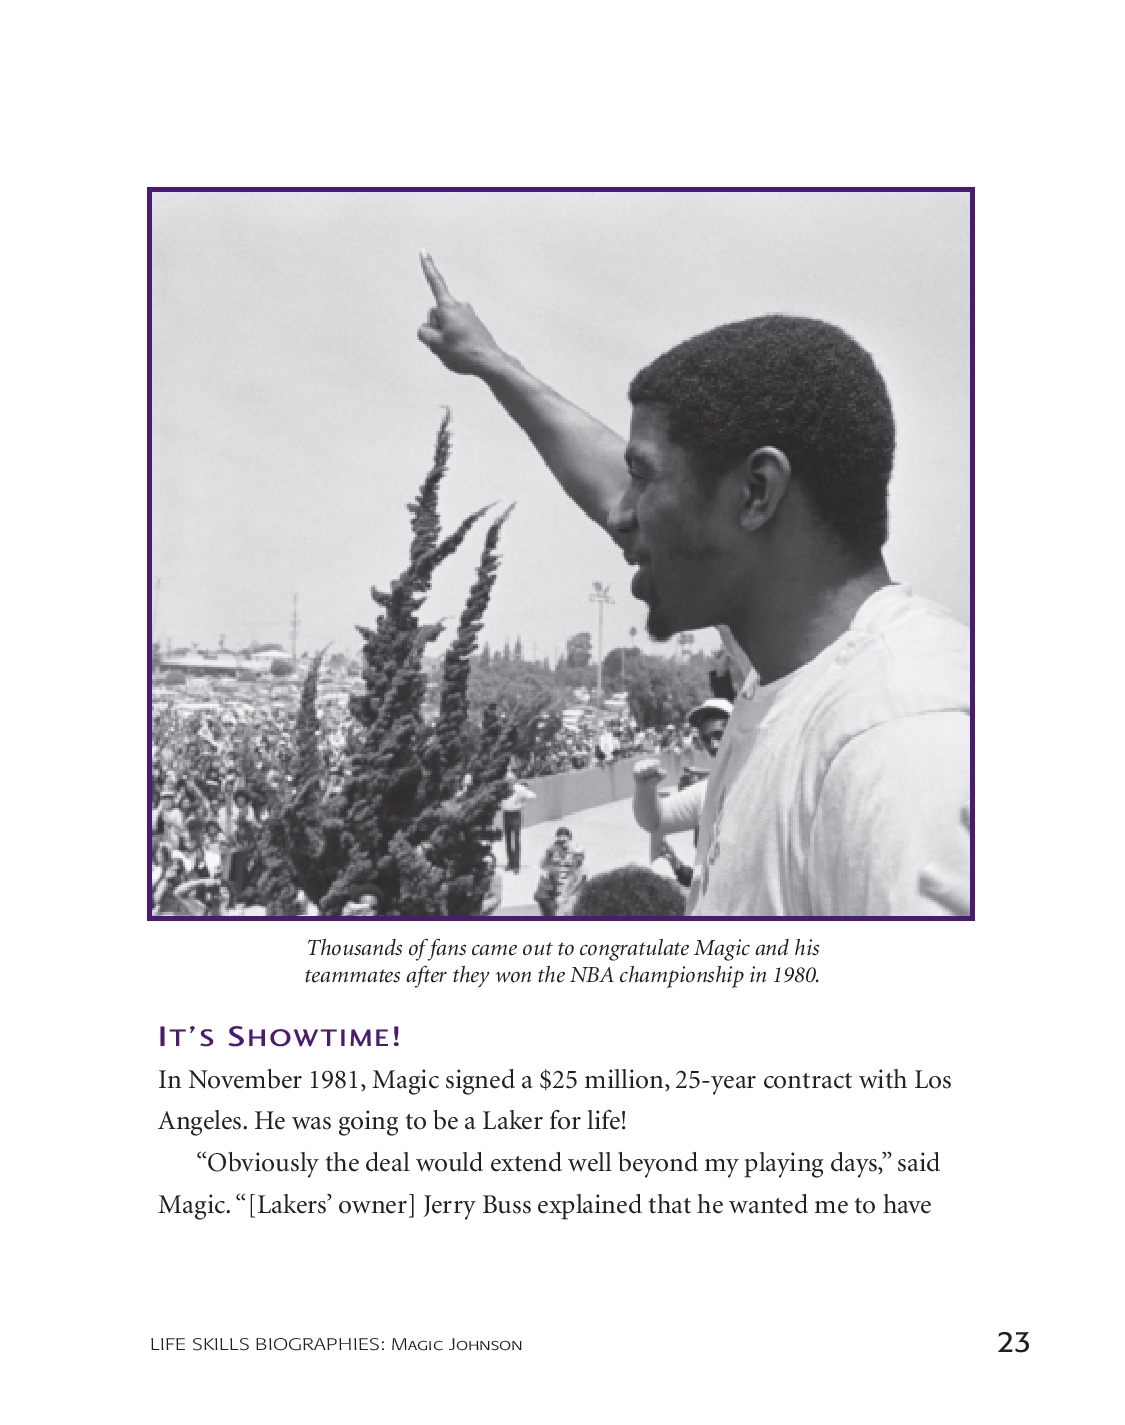 Thousands of fans came out to congratulate Magic and his
teammates after they won the NBA championship in 1980.
It’s Showtime!
In November 1981, Magic signed a $25 million, 25-year contract with Los
Angeles. He was going to be a Laker for life!
“Obviously the deal would extend well beyond my playing days,” said
Magic. “[Lakers’ owner] Jerry Buss explained that he wanted me to have
LIFE SKILLS BIOGRAPHIES: Magic Johnson
23